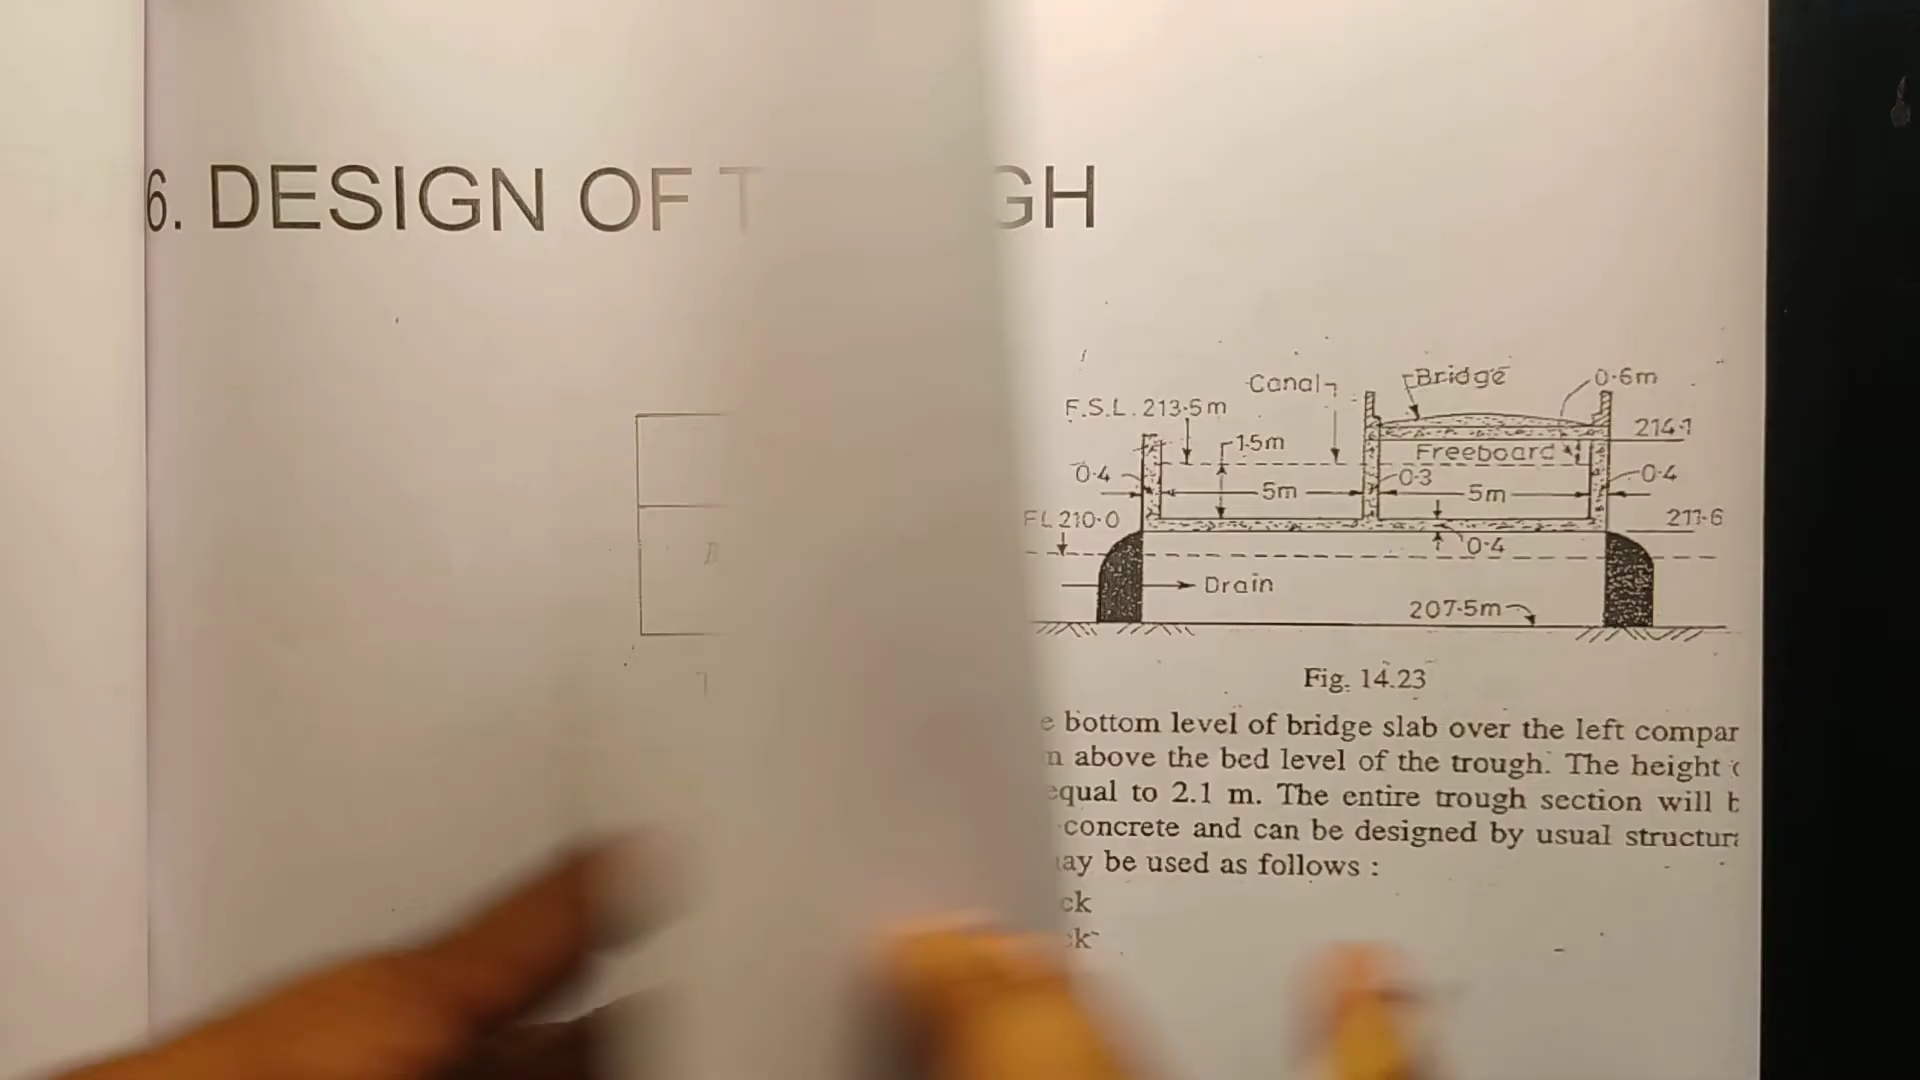 6. DESIGN OF
GH
Canal
Bridge
0.6m
F.S.L. 213.5m
214.1
1.5m
Freeboard
0.4
0.3
0.4
5m
5m
FL 210.0
211.6
0.4
Drain
207.5m
Fig. 14.23
bottom level of bridge slab over the left compar
above the bed level of the trough. The height
equal to 2.1 m. The entire trough section will
concrete and can be designed by usual structur
ay be used as follows :
ck
ck